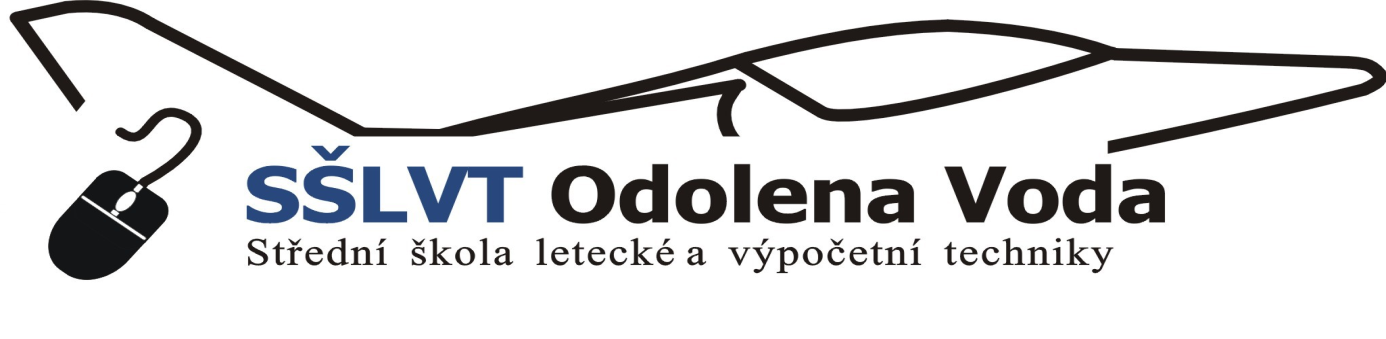 SŠLVT Odolena Voda
Střední škola letecké a výpočetní techniky